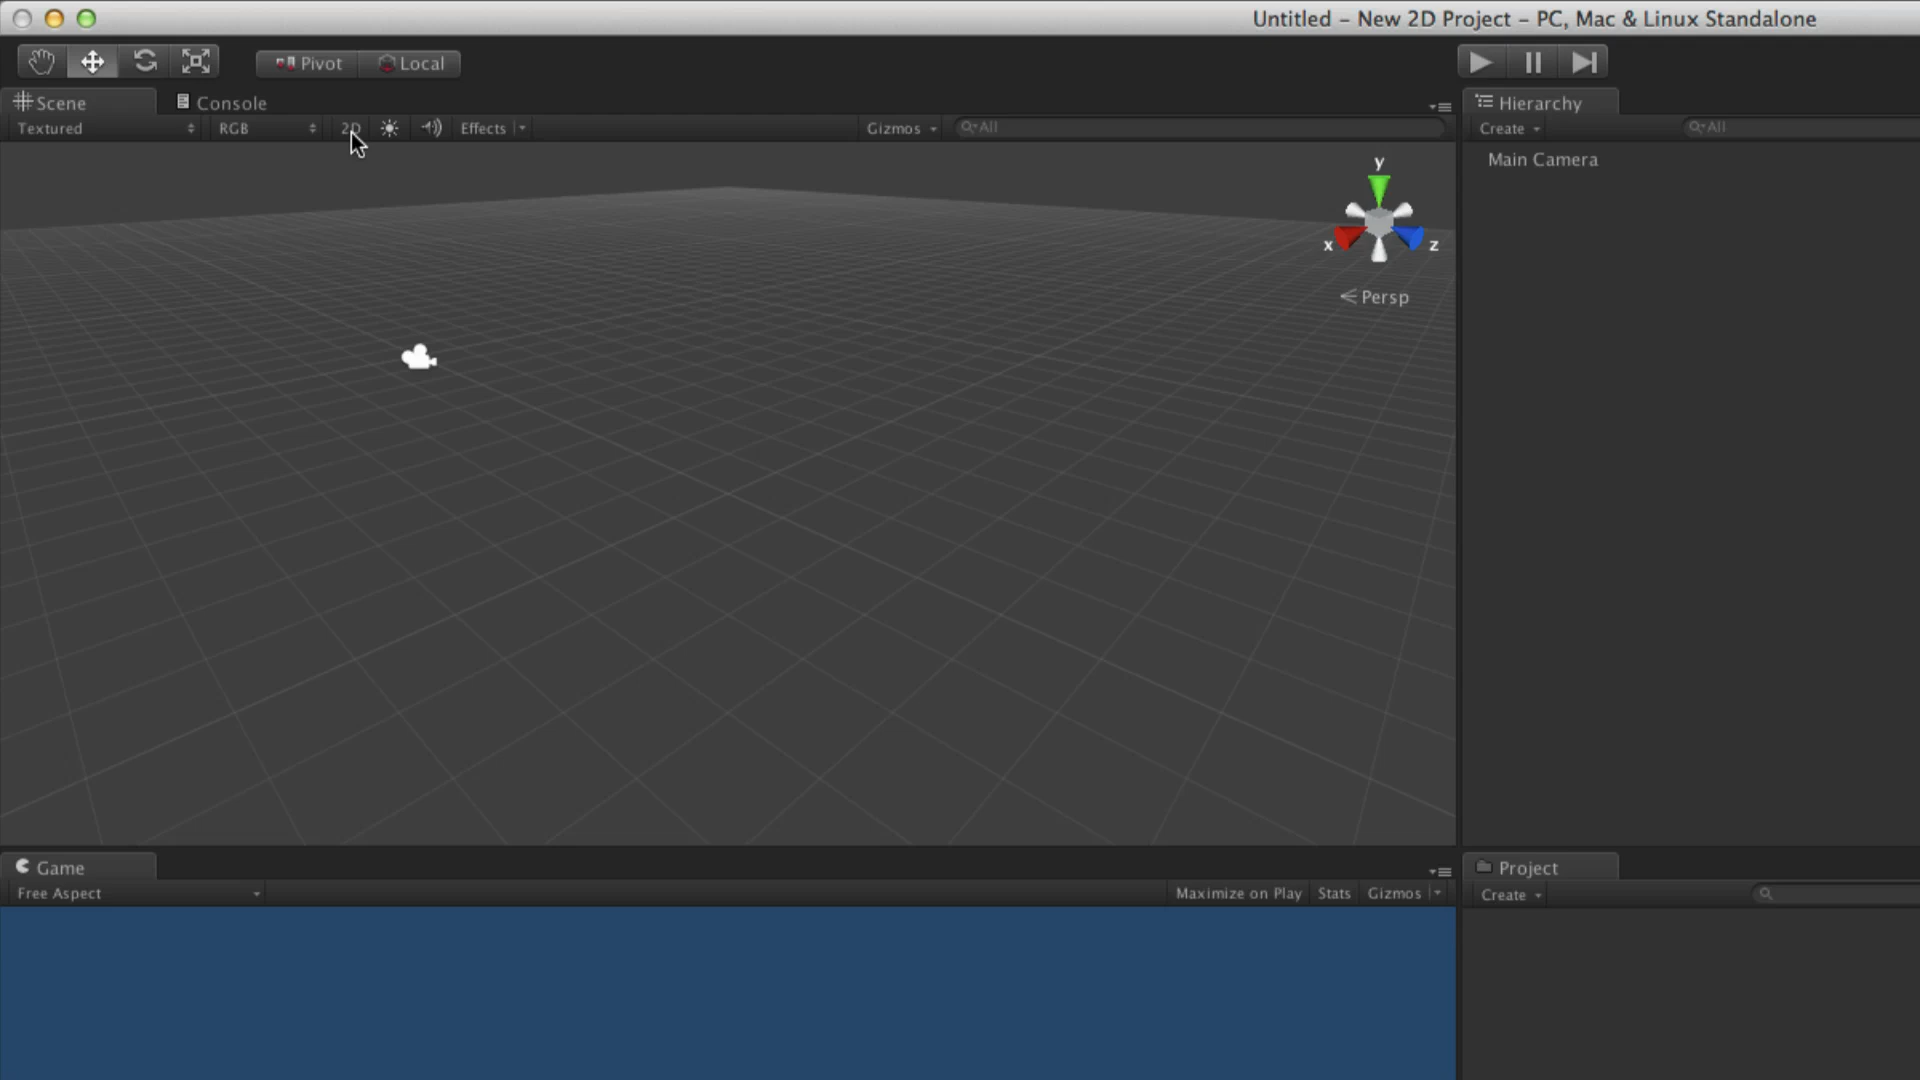 Untitled – New 2D Project – PC, Mac & Linux Standalone
Pivot Local
Scene Console
Hierarchy
Textured RGB 2D Effects Gizmos All
Create All
Main Camera
y
x z
Persp
Game
Project
Free Aspect Maximize on Play Stats Gizmos
Create